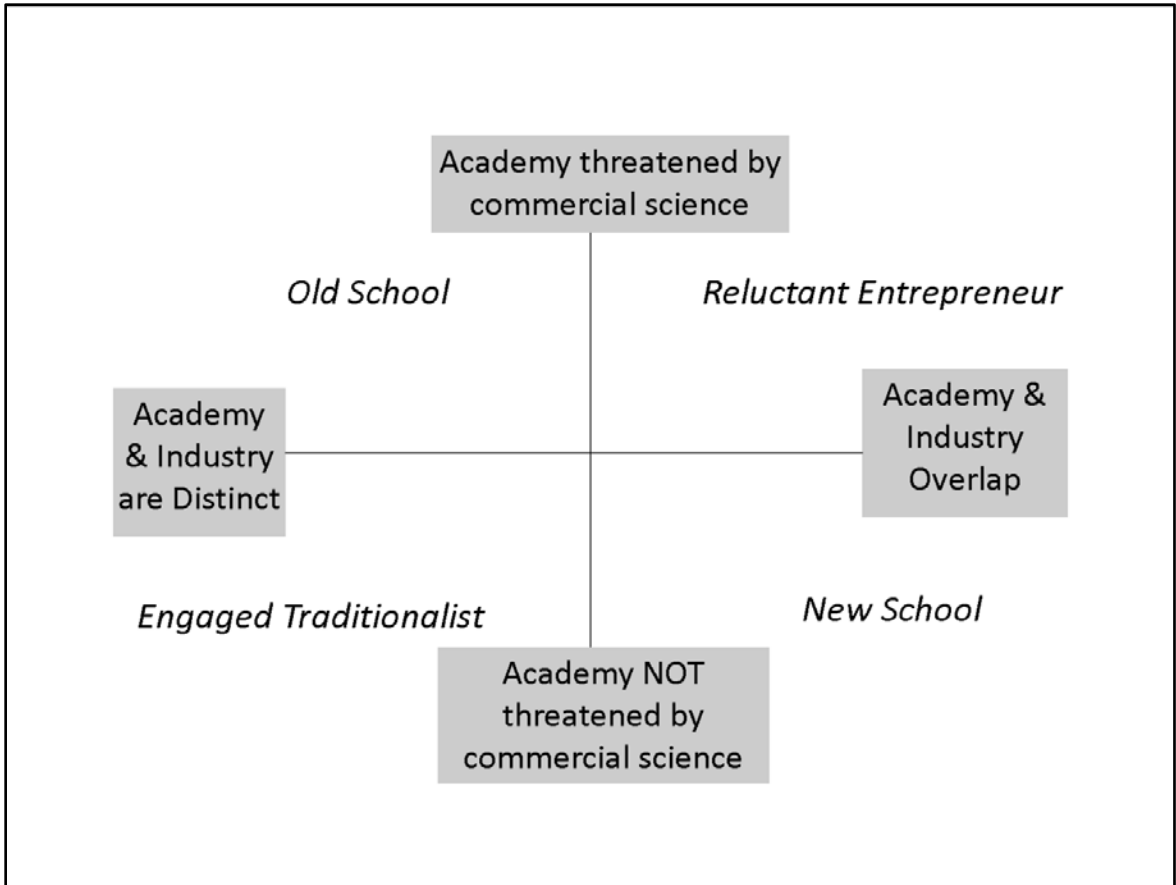 Academy threatened by
commercial science
Old School
Reluctant Entrepreneur
Academy
& Industry
are Distinct
Academy &
Industry
Overlap
Engaged Traditionalist
New School
Academy NOT
threatened by
commercial science